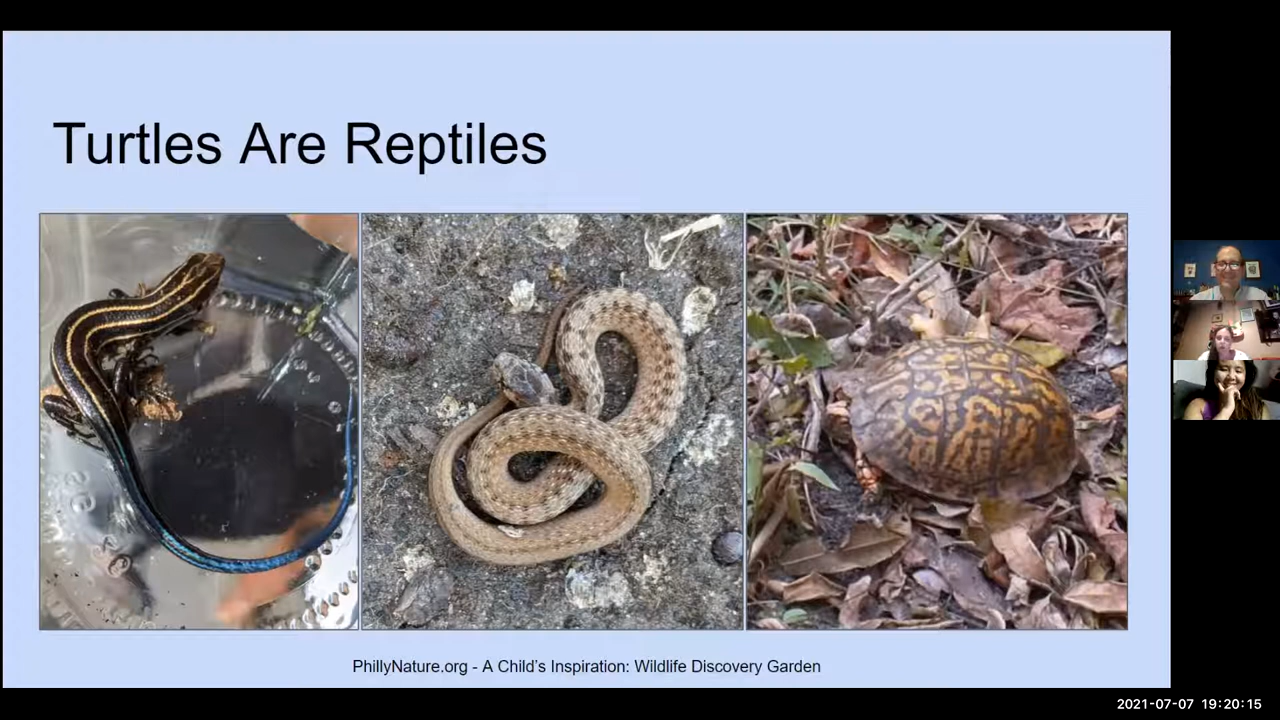 Turtles Are Reptiles
PhillyNature.org - A Child's Inspiration: Wildlife Discovery Garden
2021-07-07 19:20:15